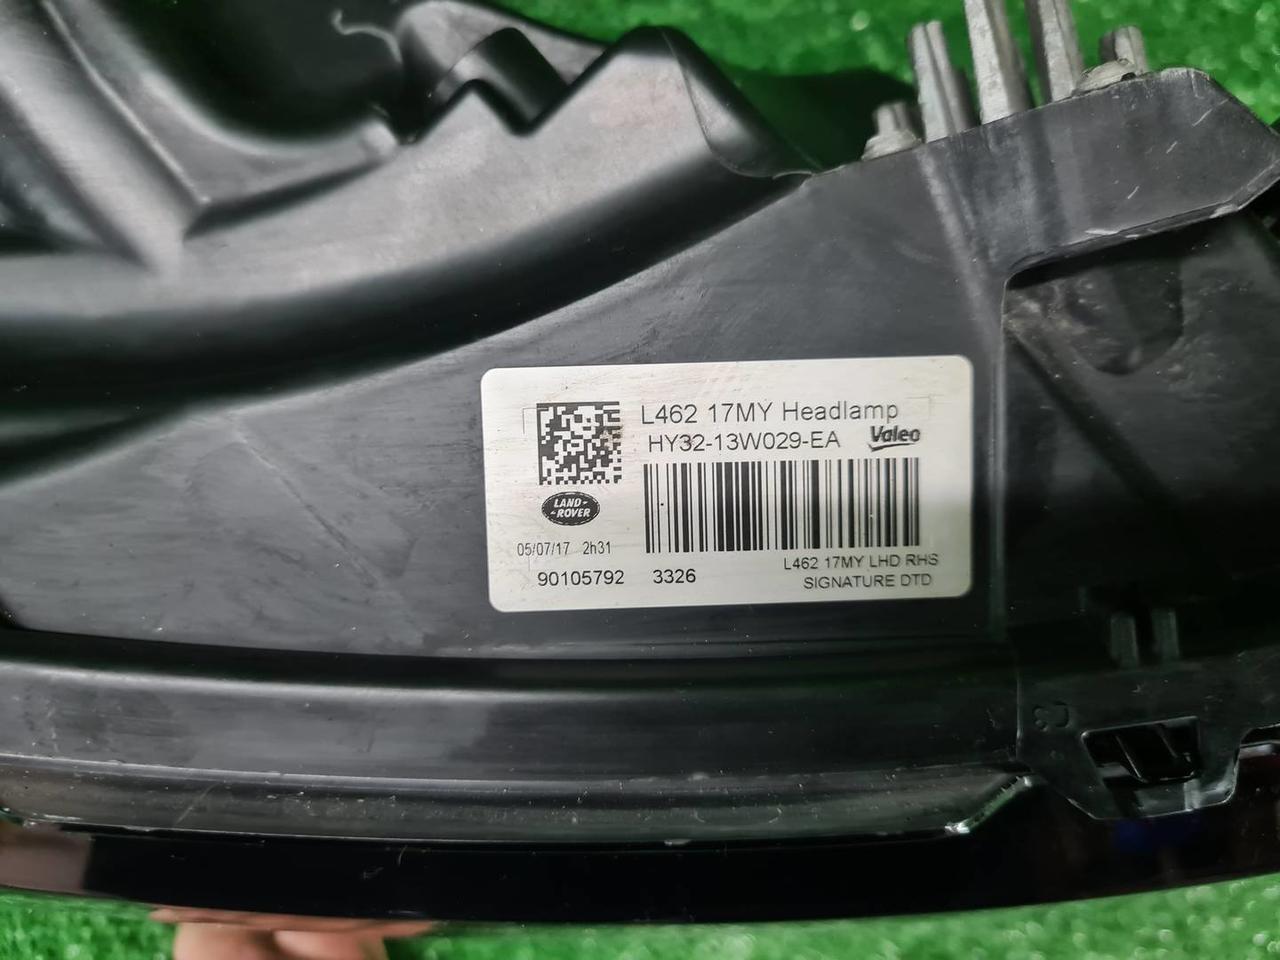 L462 17MY Headlamp
HY32-13W029-EA Valeo
LAND-
-ROVER
05/07/17 2h31
90105792 3326
L462 17MY LHD RHS
SIGNATURE DTD